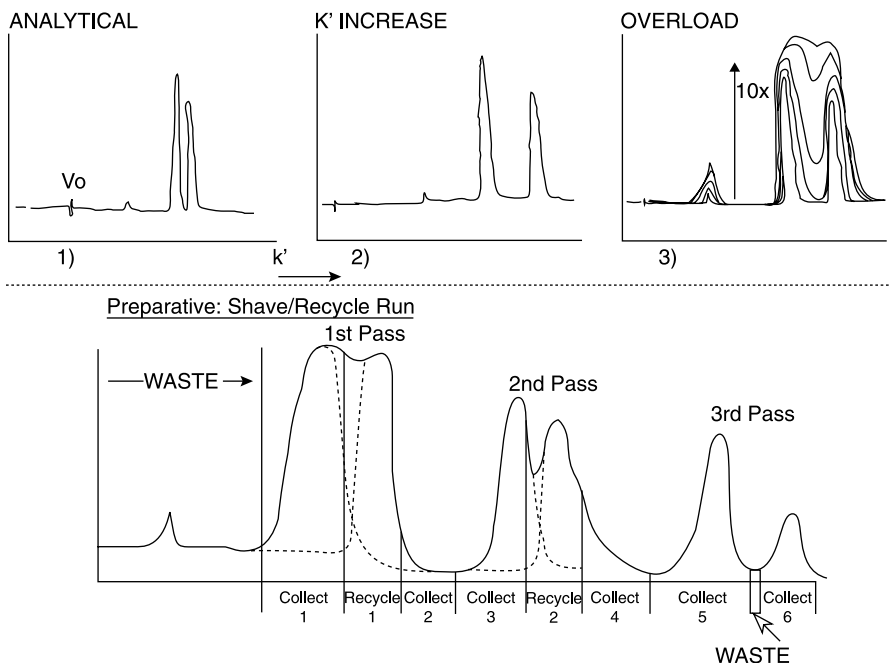 ANALYTICAL
K' INCREASE
OVERLOAD
Vo
10x
1)
k'
2)
3)
Preparative: Shave/Recycle Run
1st Pass
WASTE
2nd Pass
3rd Pass
Collect
1
Recycle
1
Collect
2
Collect
3
Recycle
2
Collect
4
Collect
5
Collect
6
WASTE